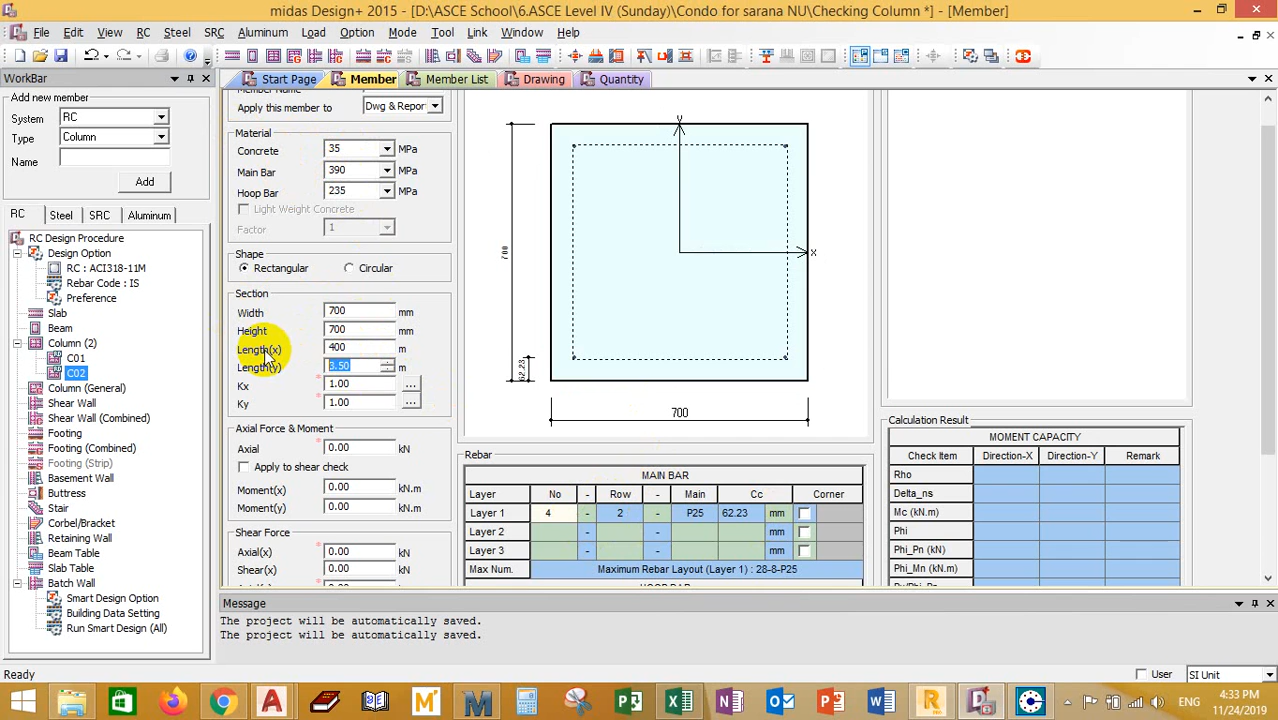 midas Design+ 2015 - [D:\ASCE School\6.ASCE Level IV (Sunday)\Condo for sarana NU\Checking Column *] - [Member]
File Edit View RC Steel SRC Aluminum Load Option Mode Tool Link Window Help
WorkBar
Start Page Member Member List Drawing Quantity
Add new member
System RC
Type Column
Name
Add
RC Steel SRC Aluminum
RC Design Procedure
Design Option
RC : ACI318-11M
Rebar Code : IS
Preference
Slab
Beam
Column (2)
C01
C02
Column (General)
Shear Wall
Shear Wall (Combined)
Footing
Footing (Combined)
Footing (Strip)
Basement Wall
Buttress
Stair
Corbel/Bracket
Retaining Wall
Beam Table
Slab Table
Batch Wall
Smart Design Option
Building Data Setting
Run Smart Design (All)
Apply this member to Dwg & Repor
Material
Concrete 35 MPa
Main Bar 390 MPa
Hoop Bar 235 MPa
Light Weight Concrete
Factor 1
Shape
Rectangular Circular
Section
Width 700 mm
Height 700 mm
Length(x) 400 m
Length(y) 3.50 m
Kx 1.00 ...
Ky 1.00 ...
Axial Force & Moment
Axial 0.00 kN
Apply to shear check
Moment(x) 0.00 kN.m
Moment(y) 0.00 kN.m
Shear Force
Axial(x) 0.00 kN
Shear(x) 0.00 kN
Y
X
700
62.23
700
Rebar
MAIN BAR
Layer No - Row - Main Cc Corner
Layer 1 4 - 2 - P25 62.23 mm
Layer 2 - - mm
Layer 3 - - mm
Max Num. Maximum Rebar Layout (Layer 1) : 28-8-P25
Calculation Result
MOMENT CAPACITY
Check Item Direction-X Direction-Y Remark
Rho
Delta_ns
Mc (kN.m)
Phi
Phi_Pn (kN)
Phi_Mn (kN.m)
Message
The project will be automatically saved.
The project will be automatically saved.
Ready
User SI Unit
ENG
4:33 PM
11/24/2019